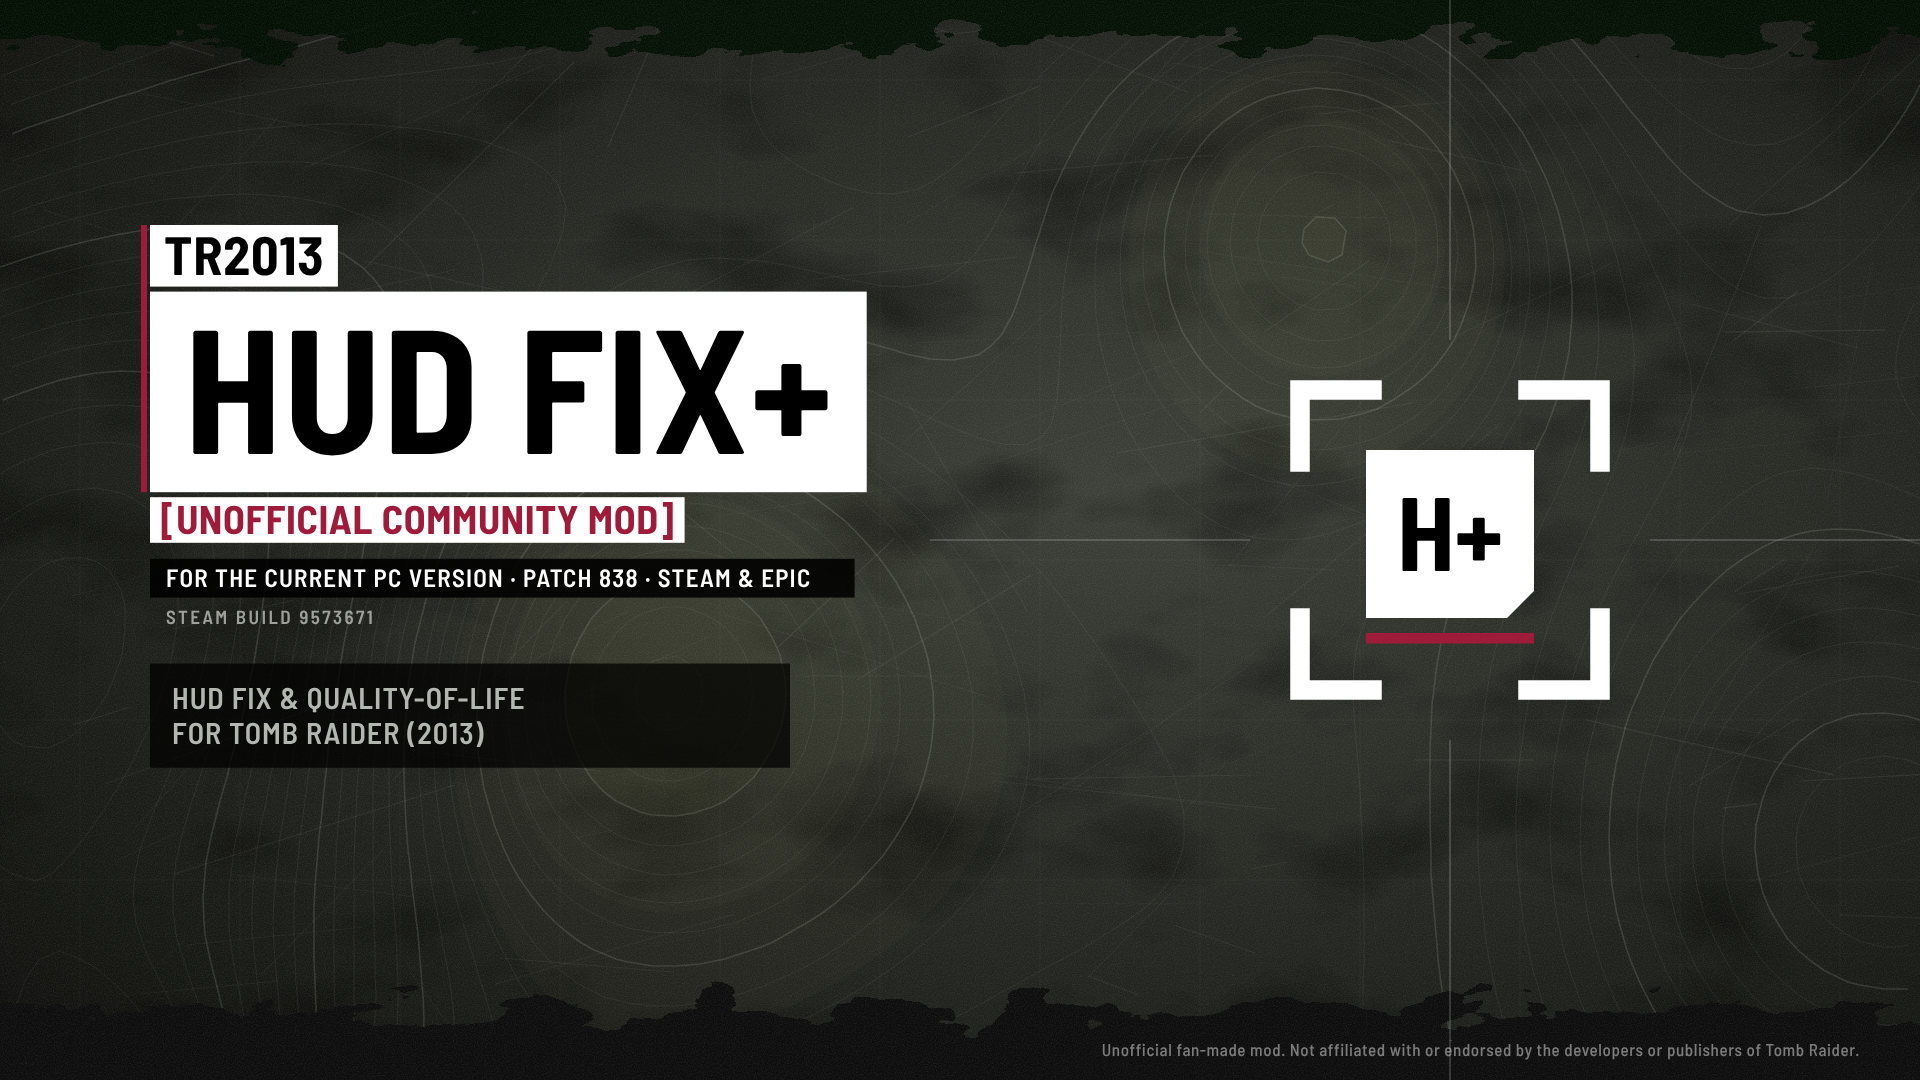 TR2013
HUD FIX+
[UNOFFICIAL COMMUNITY MOD]
FOR THE CURRENT PC VERSION · PATCH 838 · STEAM & EPIC
STEAM BUILD 9573671
HUD FIX & QUALITY-OF-LIFE
FOR TOMB RAIDER (2013)
H+
Unofficial fan-made mod. Not affiliated with or endorsed by the developers or publishers of Tomb Raider.